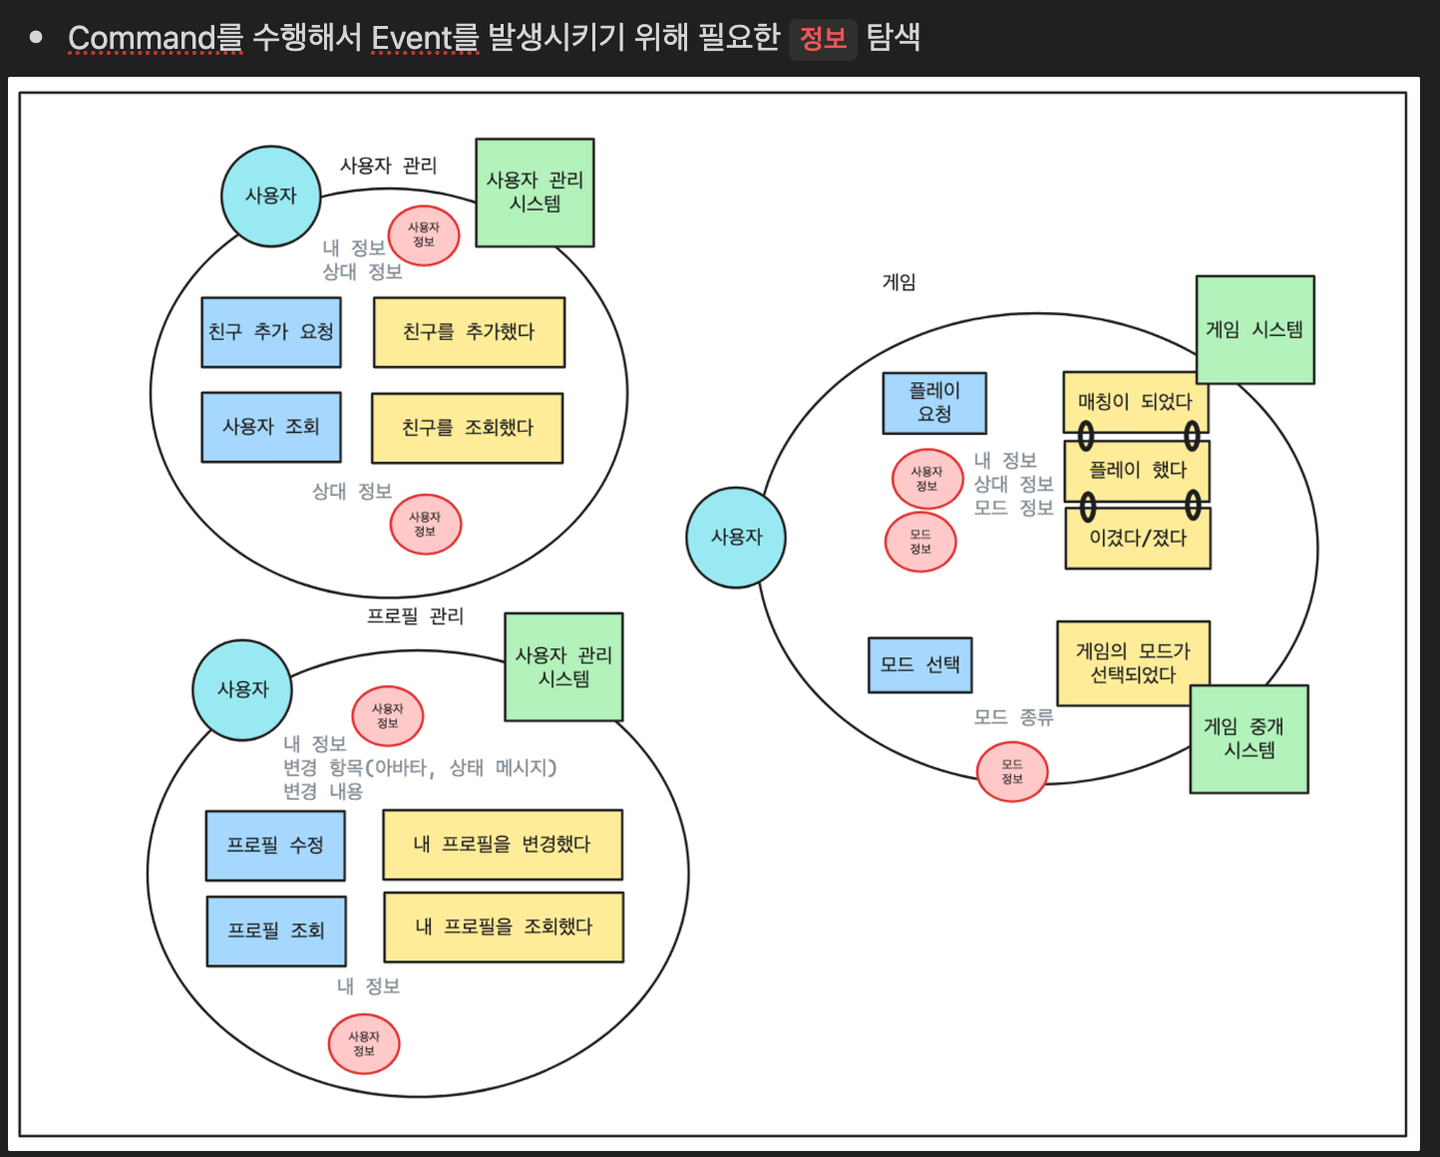 Command를 수행해서 Event를 발생시키기 위해 필요한 정보 탐색
사용자
사용자 관리
사용자 관리
시스템
내 정보
상대 정보
사용자
정보
친구 추가 요청
친구를 추가했다
사용자 조회
친구를 조회했다
상대 정보
사용자
정보
프로필 관리
사용자
사용자 관리
시스템
사용자
정보
내 정보
변경 항목(아바타, 상태 메시지)
변경 내용
프로필 수정
내 프로필을 변경했다
프로필 조회
내 프로필을 조회했다
내 정보
사용자
정보
게임
게임 시스템
사용자
플레이
요청
매칭이 되었다
플레이 했다
이겼다/졌다
사용자
정보
모드
정보
내 정보
상대 정보
모드 정보
모드 선택
게임의 모드가
선택되었다
모드 종류
모드
정보
게임 중개
시스템